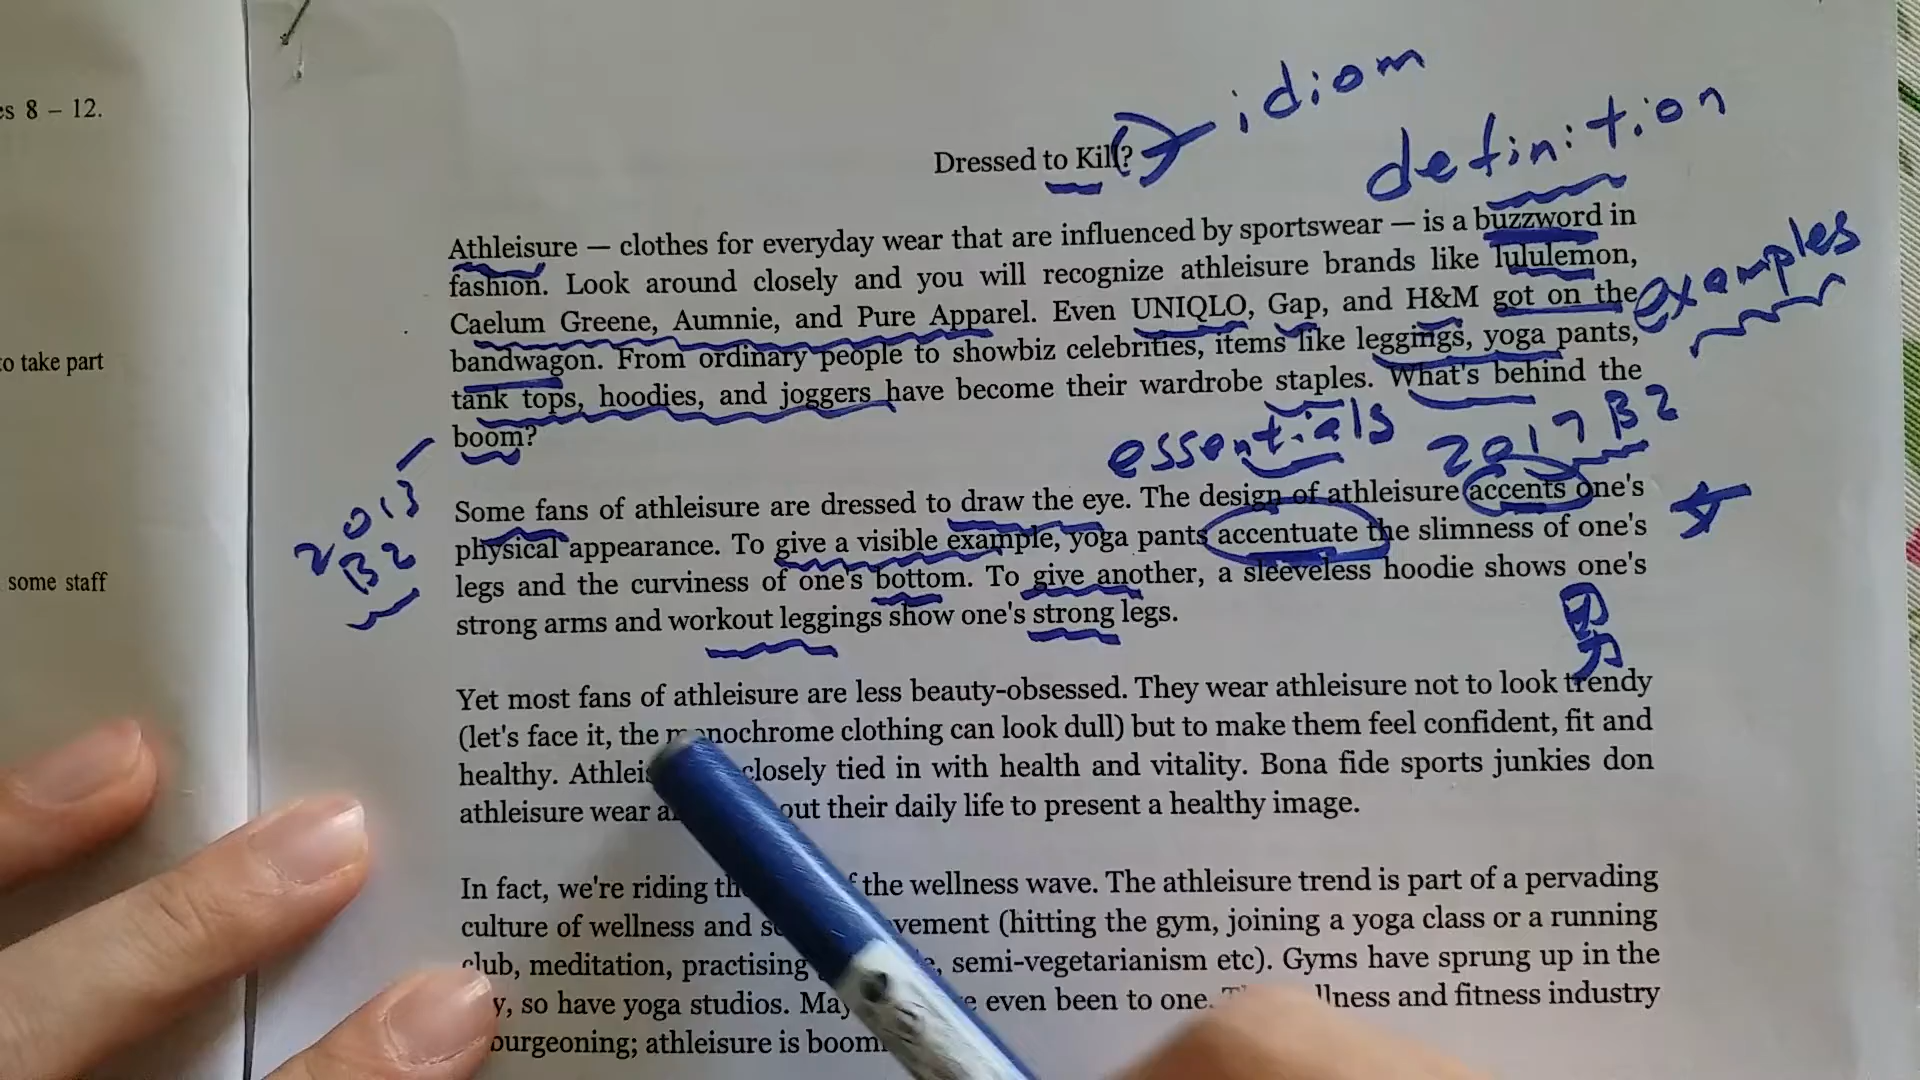 es 8 – 12.
to take part
some staff
idiom
Dressed to Kill?
definition
Athleisure — clothes for everyday wear that are influenced by sportswear — is a buzzword in
fashion. Look around closely and you will recognize athleisure brands like lululemon,
Caelum Greene, Aumnie, and Pure Apparel. Even UNIQLO, Gap, and H&M got on the
examples
bandwagon. From ordinary people to showbiz celebrities, items like leggings, yoga pants,
tank tops, hoodies, and joggers have become their wardrobe staples. What's behind the
boom?
essentials
2017 B2
2013
B2
Some fans of athleisure are dressed to draw the eye. The design of athleisure accents one's
physical appearance. To give a visible example, yoga pants accentuate the slimness of one's
legs and the curviness of one's bottom. To give another, a sleeveless hoodie shows one's
strong arms and workout leggings show one's strong legs.
男
Yet most fans of athleisure are less beauty-obsessed. They wear athleisure not to look trendy
(let's face it, the monochrome clothing can look dull) but to make them feel confident, fit and
healthy. closely tied in with health and vitality. Bona fide sports junkies don
athleisure wear out their daily life to present a healthy image.
In fact, we're riding the wellness wave. The athleisure trend is part of a pervading
culture of wellness and (hitting the gym, joining a yoga class or a running
club, meditation, practising semi-vegetarianism etc). Gyms have sprung up in the
so have yoga studios. even been to one. and fitness industry
burgeoning; athleisure is